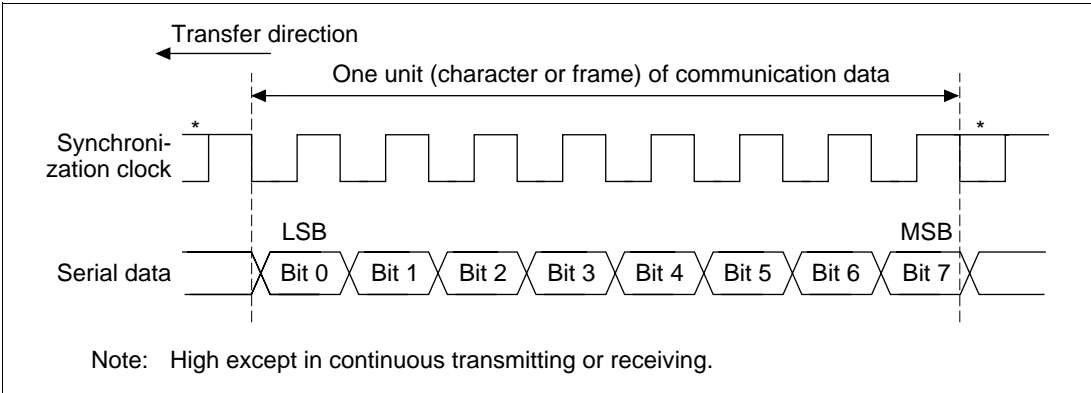 Transfer direction
One unit (character or frame) of communication data
*
*
Synchroni-
zation clock
LSB
MSB
Serial data
Bit 0
Bit 1
Bit 2
Bit 3
Bit 4
Bit 5
Bit 6
Bit 7
Note: High except in continuous transmitting or receiving.